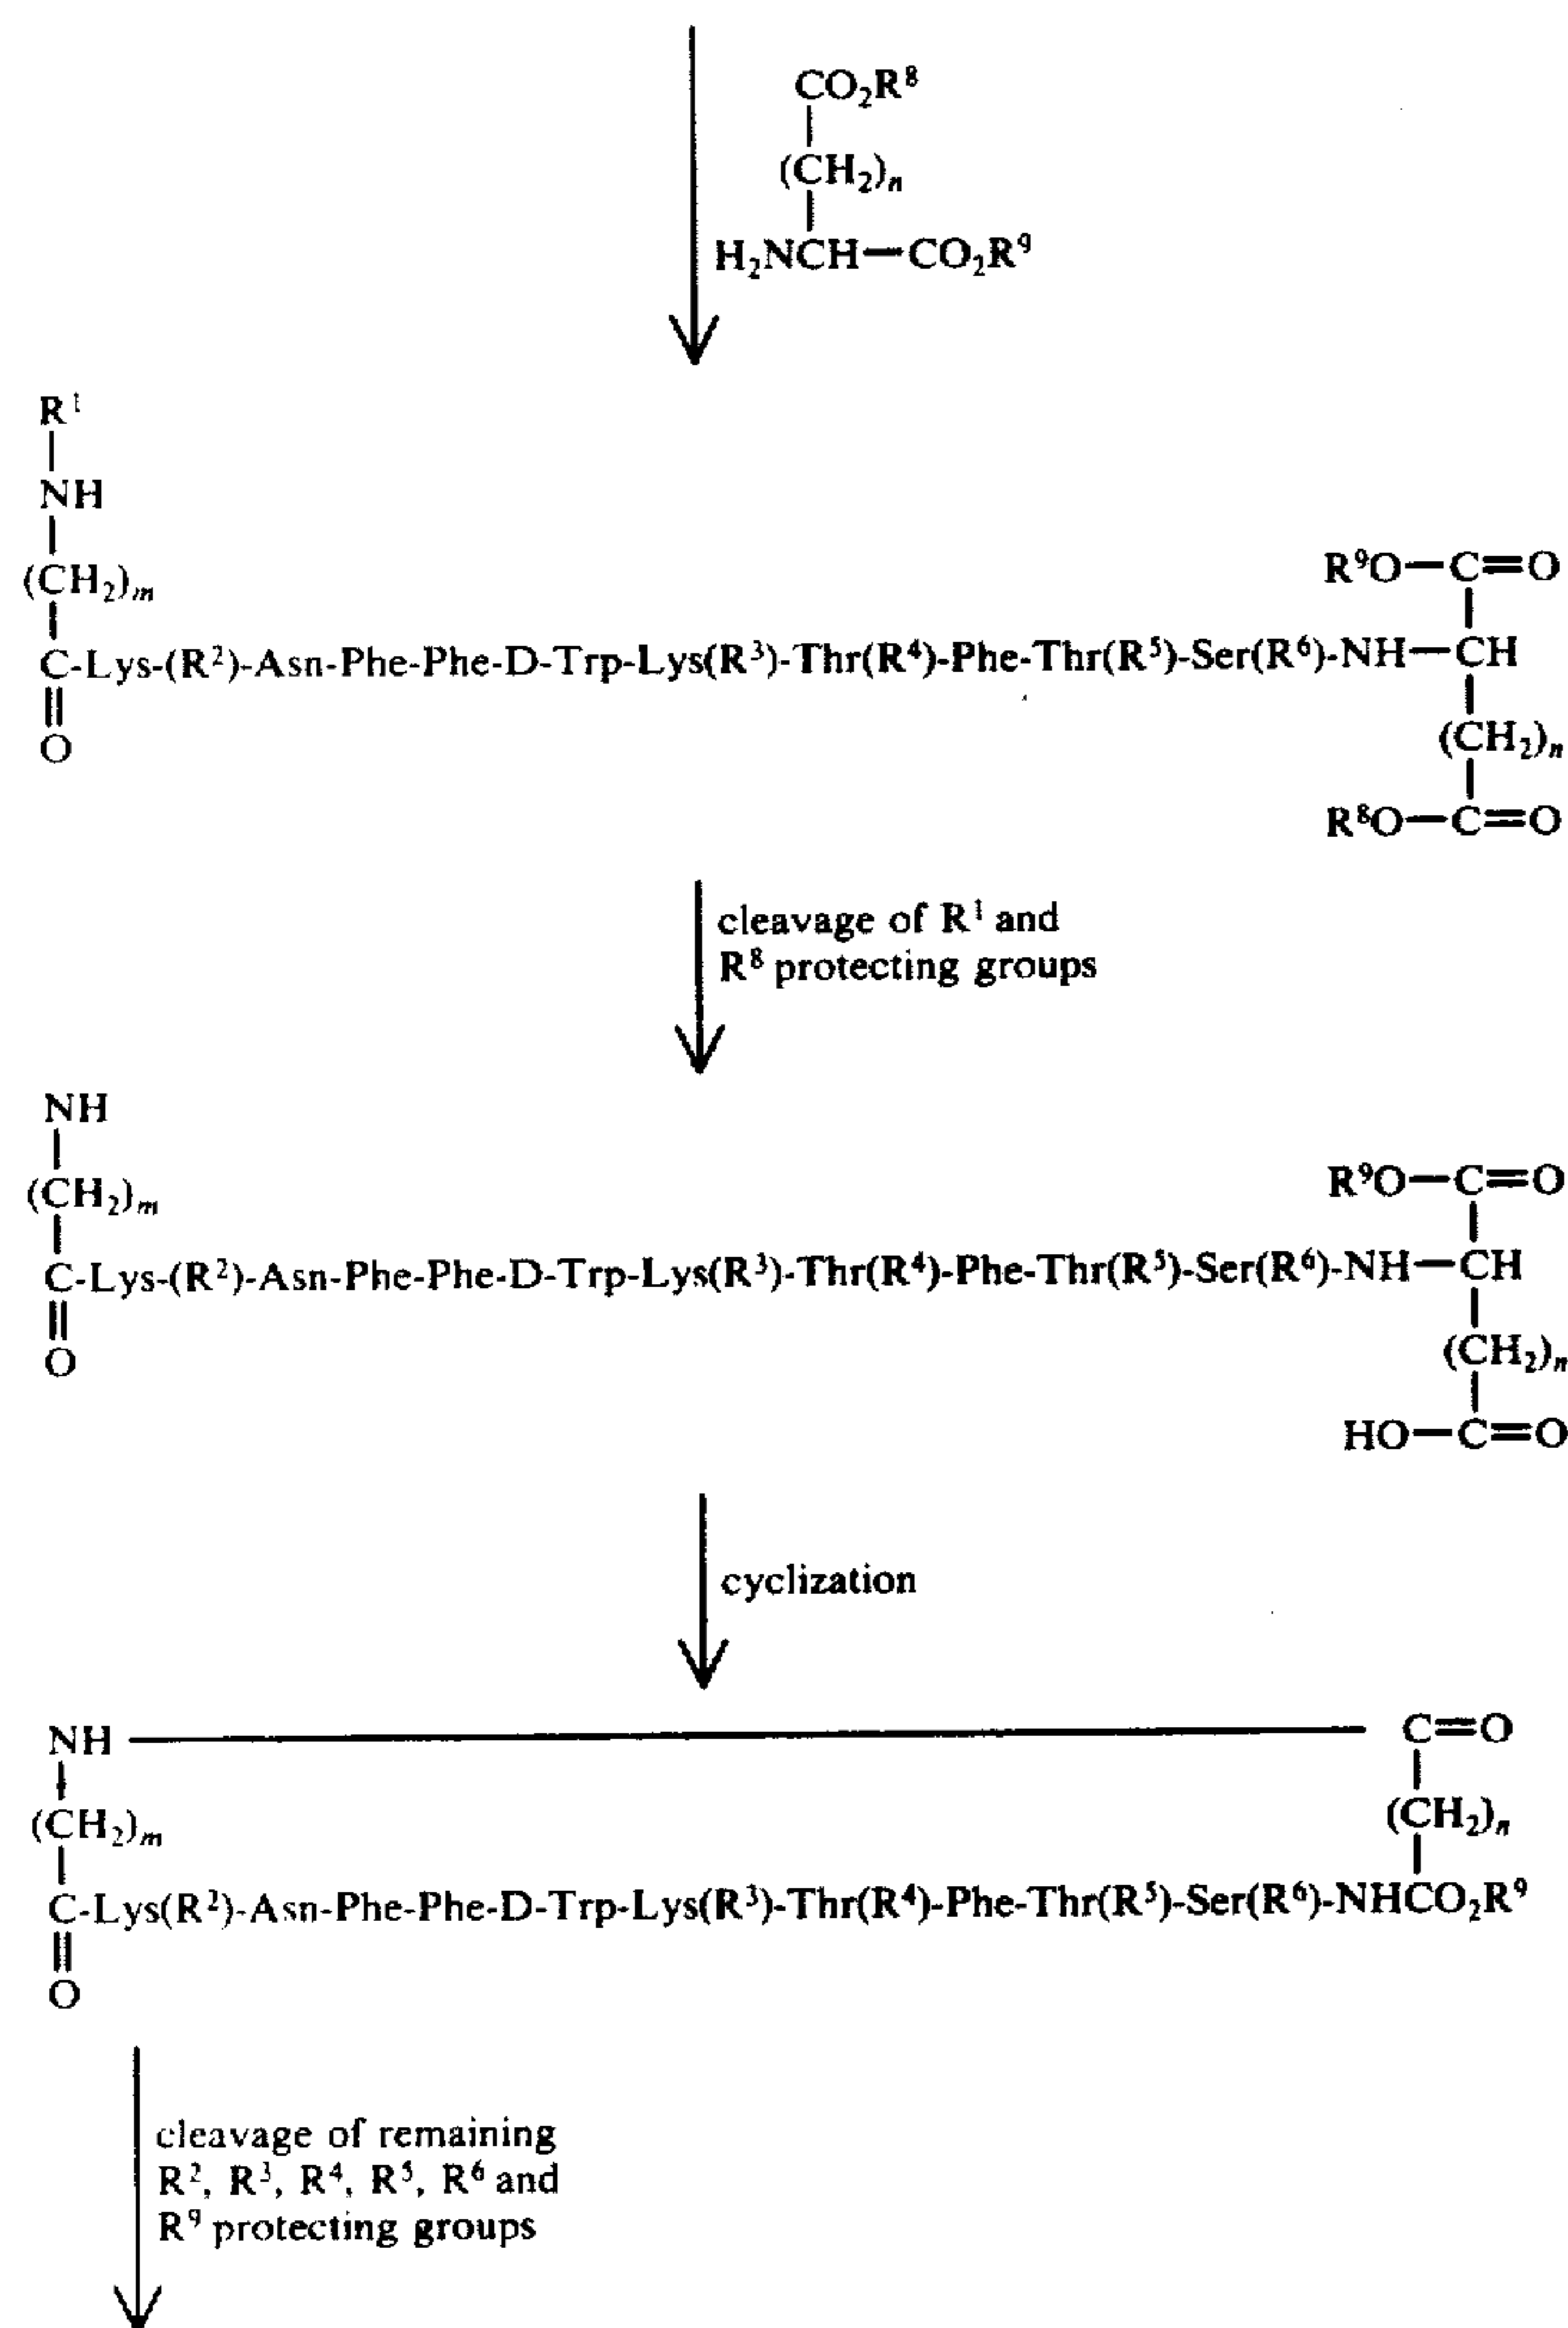 CO₂R⁸
(CH₂)ₙ
H₂NCH—CO₂R⁹
R¹
NH
(CH₂)ₘ
R⁹O—C=O
C-Lys-(R²)-Asn-Phe-Phe-D-Trp-Lys(R³)-Thr(R⁴)-Phe-Thr(R⁵)-Ser(R⁶)-NH—CH
O
(CH₂)ₙ
R⁸O—C=O
cleavage of R¹ and
R⁸ protecting groups
NH
(CH₂)ₘ
R⁹O—C=O
C-Lys-(R²)-Asn-Phe-Phe-D-Trp-Lys(R³)-Thr(R⁴)-Phe-Thr(R⁵)-Ser(R⁶)-NH—CH
O
(CH₂)ₙ
HO—C=O
cyclization
NH C=O
(CH₂)ₘ (CH₂)ₙ
C-Lys(R²)-Asn-Phe-Phe-D-Trp-Lys(R³)-Thr(R⁴)-Phe-Thr(R⁵)-Ser(R⁶)-NHCO₂R⁹
O
cleavage of remaining
R², R³, R⁴, R⁵, R⁶ and
R⁹ protecting groups